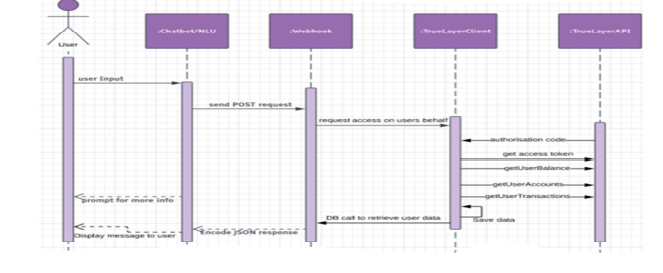 :Chatbot/NLU
:Webhook
:TrueLayerClient
:TrueLayerAPI
User
user Input
send POST request
request access on users behalf
authorisation code
get access token
getUserBalance
getUserAccounts
getUserTransactions
prompt for more info
DB call to retrieve user data
Save data
Encode JSON response
Display message to user